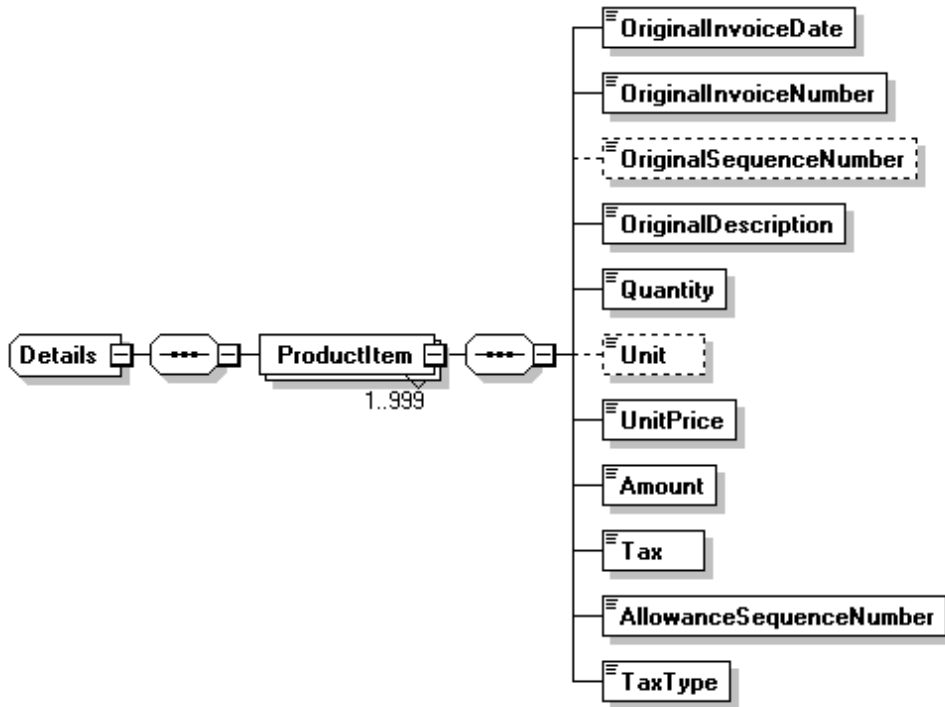 OriginalInvoiceDate
OriginalInvoiceNumber
OriginalSequenceNumber
OriginalDescription
Quantity
Details
ProductItem
1..999
Unit
UnitPrice
Amount
Tax
AllowanceSequenceNumber
TaxType